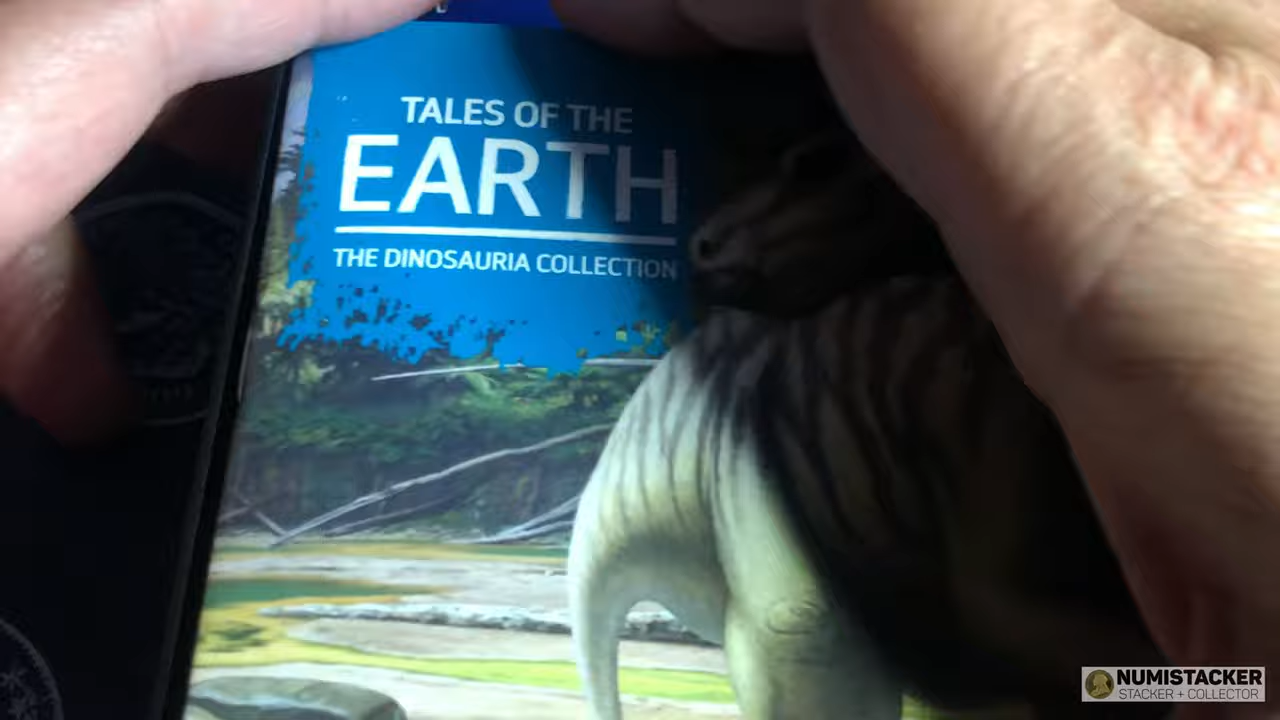 TALES OF THE
EARTH
THE DINOSAURIA COLLECTION
NUMISTACKER
STACKER + COLLECTOR